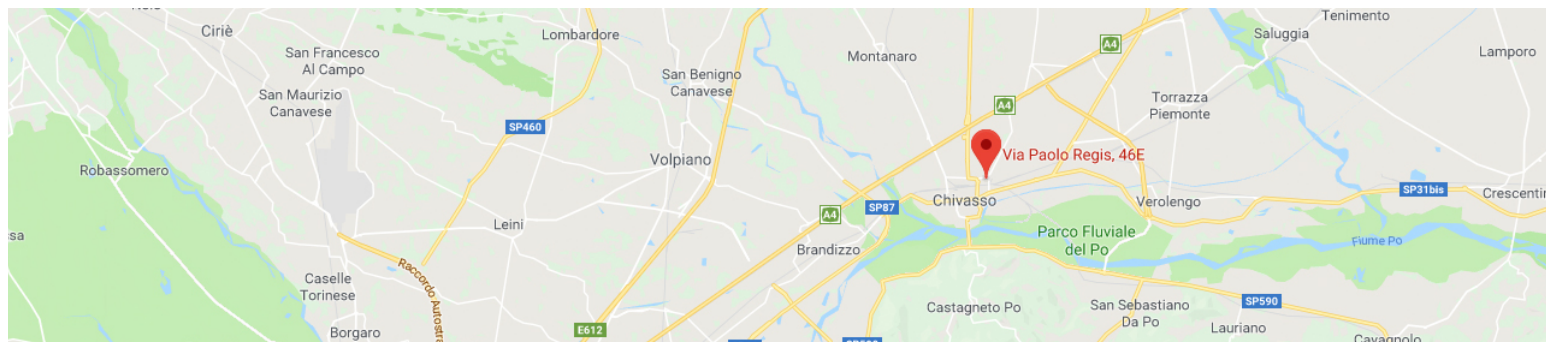 Ciriè
San Francesco
Al Campo
San Maurizio
Canavese
Robassomero
Caselle
Torinese
Borgaro
Raccordo
Lombardore
SP460
Leini
San Benigno
Canavese
Volpiano
E612
Montanaro
A4
SP87
Brandizzo
A4
A4
Via Paolo Regis, 46E
Chivasso
Castagneto Po
Parco Fluviale
del Po
San Sebastiano
Da Po
Tenimento
Saluggia
Lamporo
Torrazza
Piemonte
Verolengo
SP31bis
Crescentin
Fiume Po
SP590
Lauriano
Cavagnolo